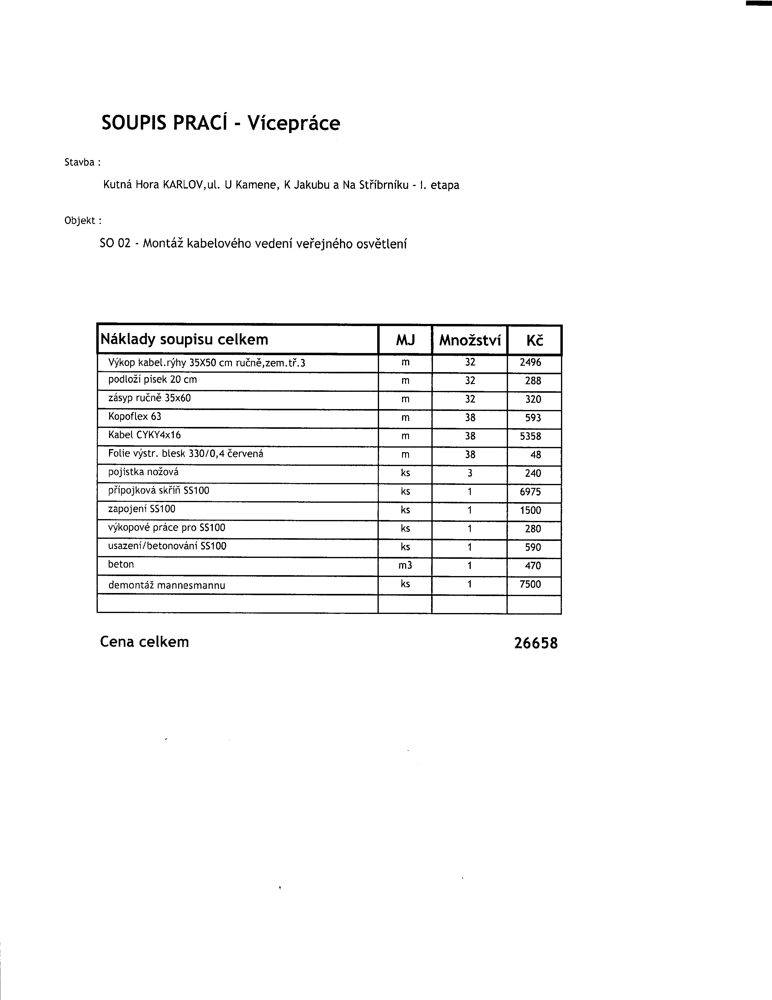 SOUPIS PRACÍ - Vícepráce
Stavba :
Kutná Hora KARLOV,ul. U Kamene, K Jakubu a Na Stříbrníku - I. etapa
Objekt :
SO 02 - Montáž kabelového vedení veřejného osvětlení
Náklady soupisu celkem MJ Množství Kč
Výkop kabel.rýhy 35X50 cm ručně,zem.tř.3 m 32 2496
podloží písek 20 cm m 32 288
zásyp ručně 35x60 m 32 320
Kopoflex 63 m 38 593
Kabel CYKY4x16 m 38 5358
Folie výstr. blesk 330/0,4 červená m 38 48
pojistka nožová ks 3 240
přípojková skříň SS100 ks 1 6975
zapojení SS100 ks 1 1500
výkopové práce pro SS100 ks 1 280
usazení/betonování SS100 ks 1 590
beton m3 1 470
demontáž mannesmannu ks 1 7500
Cena celkem 26658